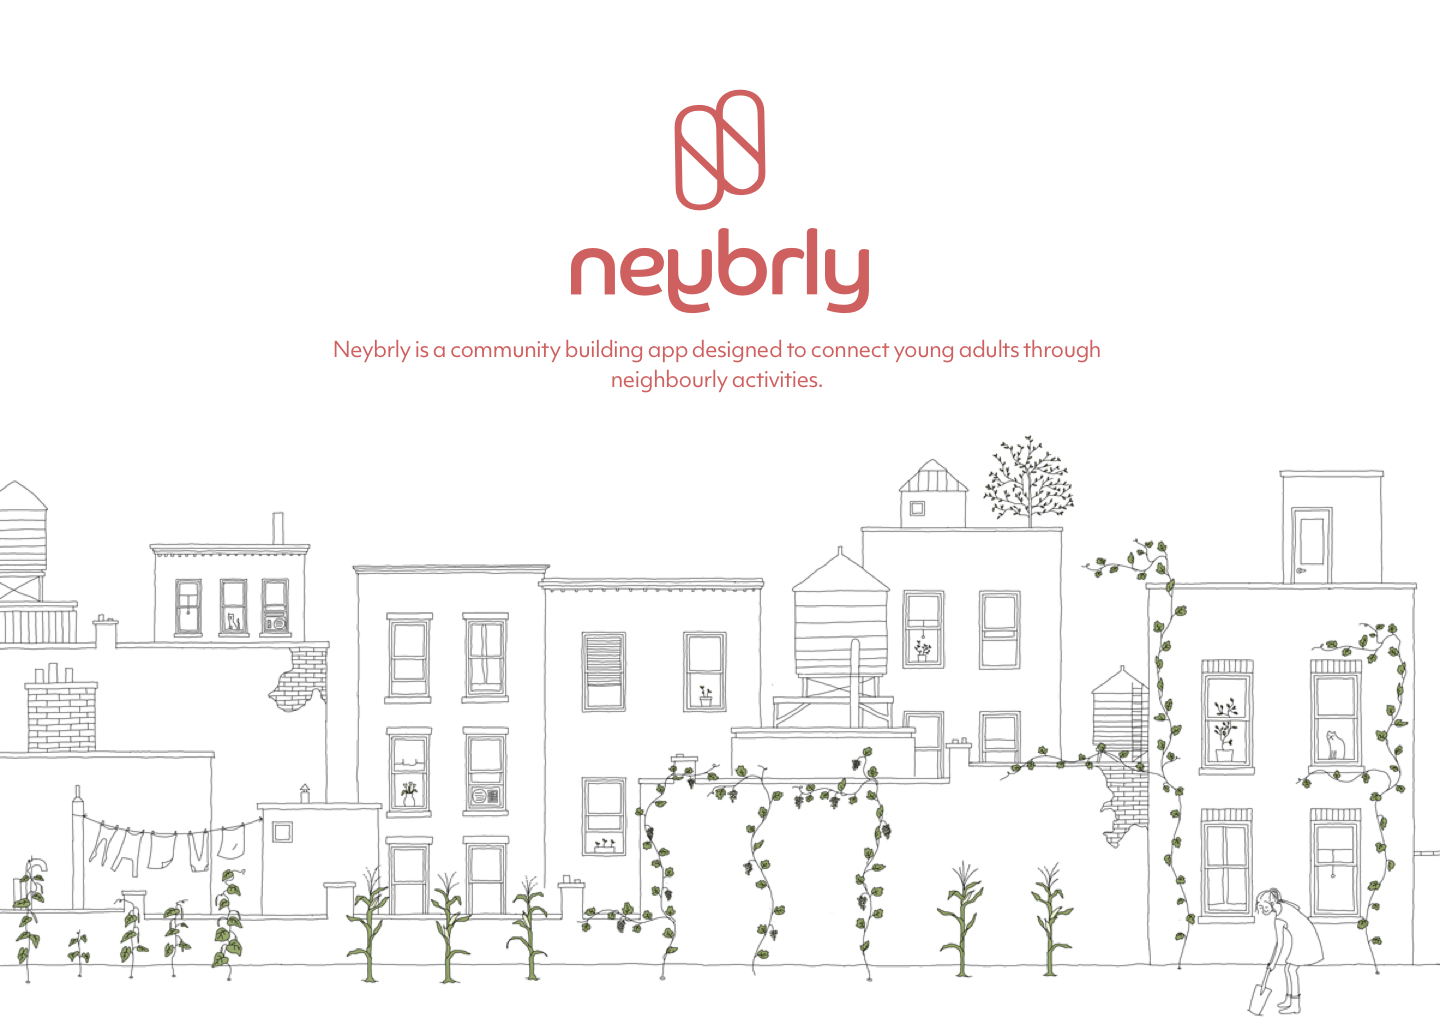 neybrly
Neybrly is a community building app designed to connect young adults through
neighbourly activities.